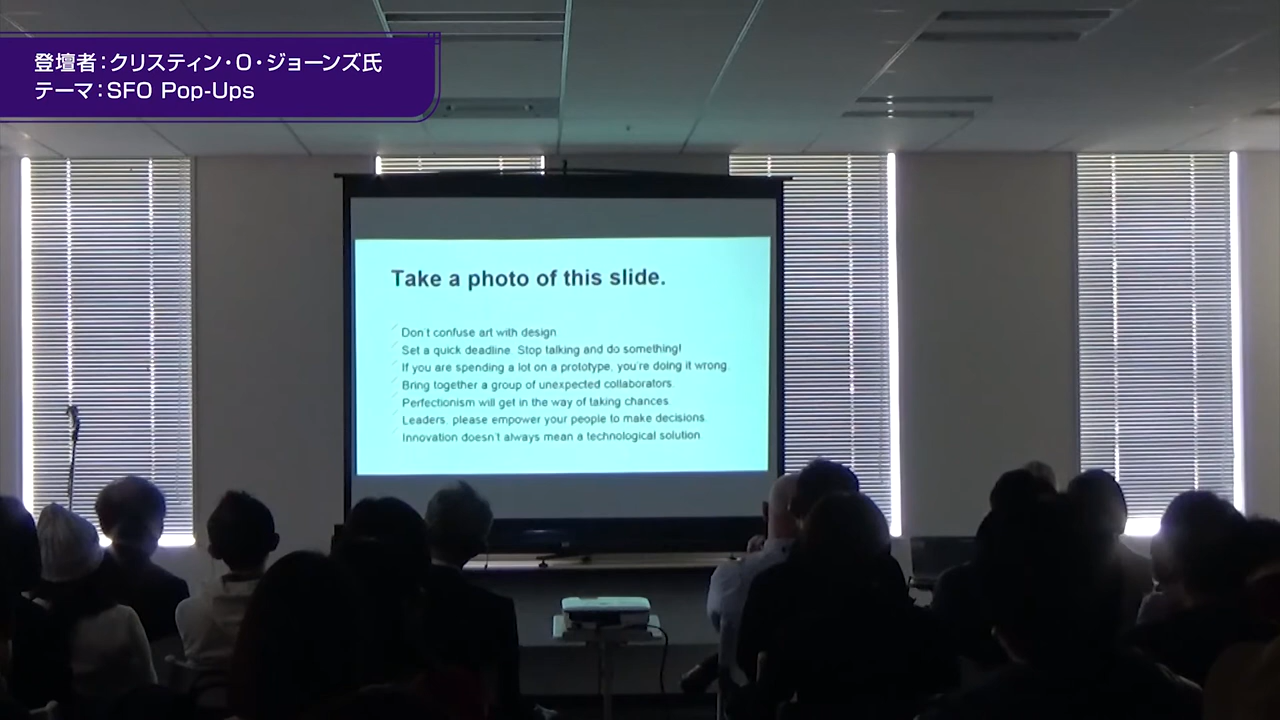 登壇者：クリスティン・O・ジョーンズ氏
テーマ：SFO Pop-Ups
Take a photo of this slide.
Don't confuse art with design
Set a quick deadline. Stop talking and do something!
If you are spending a lot on a prototype, you're doing it wrong.
Bring together a group of unexpected collaborators.
Perfectionism will get in the way of taking chances
Leaders, please empower your people to make decisions
Innovation doesn't always mean a technological solution